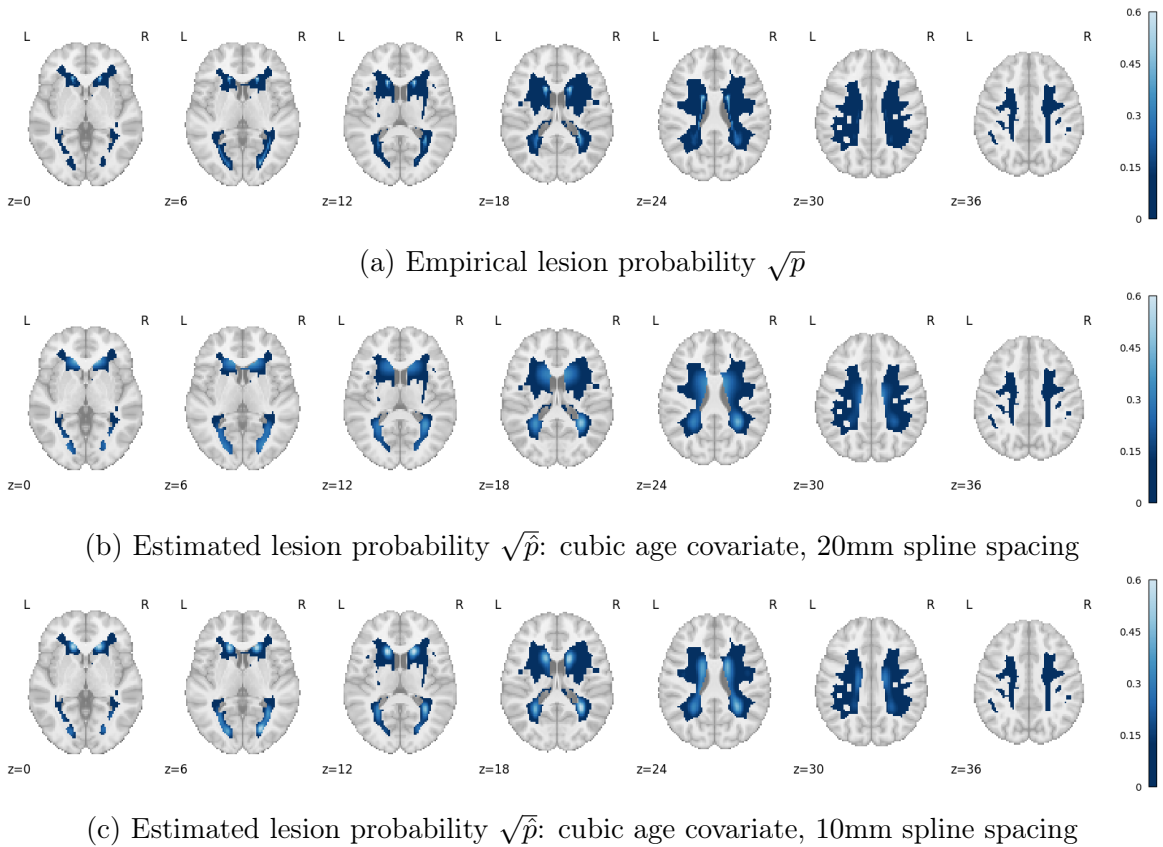 L R L R L R L R L R L R L R
0.6
0.45
0.3
0.15
0
z=0 z=6 z=12 z=18 z=24 z=30 z=36
(a) Empirical lesion probability √p
L R L R L R L R L R L R L R
0.6
0.45
0.3
0.15
0
z=0 z=6 z=12 z=18 z=24 z=30 z=36
(b) Estimated lesion probability √p̂: cubic age covariate, 20mm spline spacing
L R L R L R L R L R L R L R
0.6
0.45
0.3
0.15
0
z=0 z=6 z=12 z=18 z=24 z=30 z=36
(c) Estimated lesion probability √p̂: cubic age covariate, 10mm spline spacing